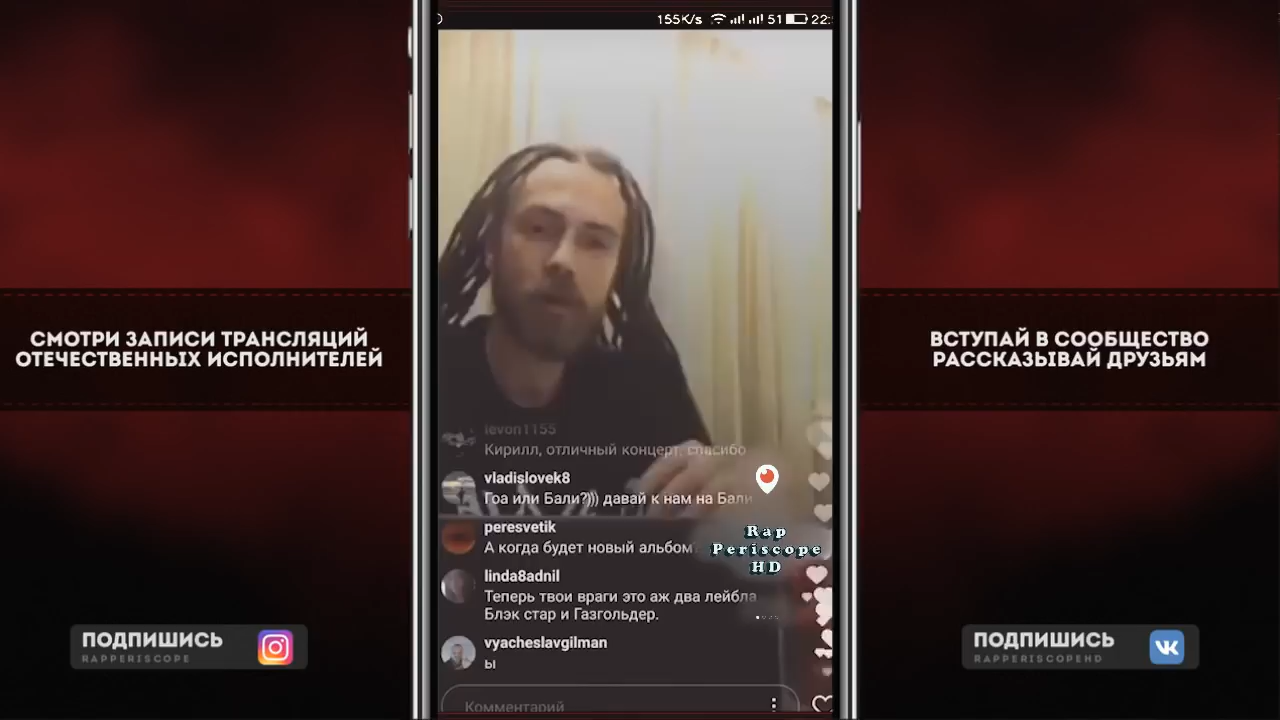 155K/s 51 22:
СМОТРИ ЗАПИСИ ТРАНСЛЯЦИЙ
ОТЕЧЕСТВЕННЫХ ИСПОЛНИТЕЛЕЙ
ВСТУПАЙ В СООБЩЕСТВО
РАССКАЗЫВАЙ ДРУЗЬЯМ
levon1155
Кирилл, отличный концерт, спасибо
vladislovek8
Гоа или Бали?))) давай к нам на Бали
peresvetik
А когда будет новый альбом
linda8adnil
Теперь твои враги это аж два лейбла
Блэк стар и Газгольдер.
vyacheslavgilman
ы
Комментарий
Rap
Periscope
HD
ПОДПИШИСЬ
RAPPERISCOPE
ПОДПИШИСЬ
RAPPERISCOPEHD